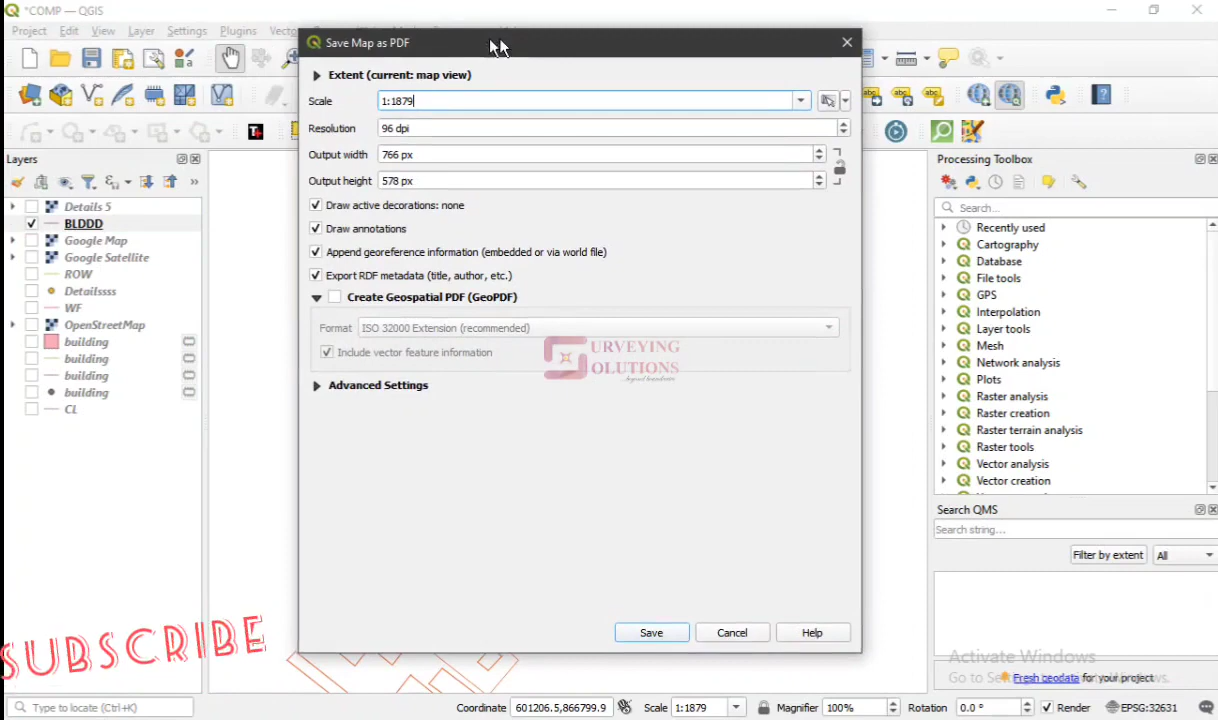 *COMP — QGIS
Project Edit View Layer Settings Plugins
Save Map as PDF
Extent (current: map view)
Scale 1:1879
Resolution 96 dpi
Output width 766 px
Output height 578 px
Draw active decorations: none
Draw annotations
Append georeference information (embedded or via world file)
Export RDF metadata (title, author, etc.)
Create Geospatial PDF (GeoPDF)
Format ISO 32000 Extension (recommended)
Include vector feature information
SURVEYING
SOLUTIONS
Advanced Settings
Save Cancel Help
Layers
Details 5
BLDDD
Google Map
Google Satellite
ROW
Detailssss
WF
OpenStreetMap
building
building
building
building
CL
abc abc abc
Processing Toolbox
Search...
Recently used
Cartography
Database
File tools
GPS
Interpolation
Layer tools
Mesh
Network analysis
Plots
Raster analysis
Raster creation
Raster terrain analysis
Raster tools
Vector analysis
Vector creation
Search QMS
Search string...
Filter by extent All
Activate Windows
Go to
Fresh geodata for your project
SUBSCRIBE
Type to locate (Ctrl+K) Coordinate 601206.5,866799.9 Scale 1:1879 Magnifier 100% Rotation 0.0 ° Render EPSG:32631